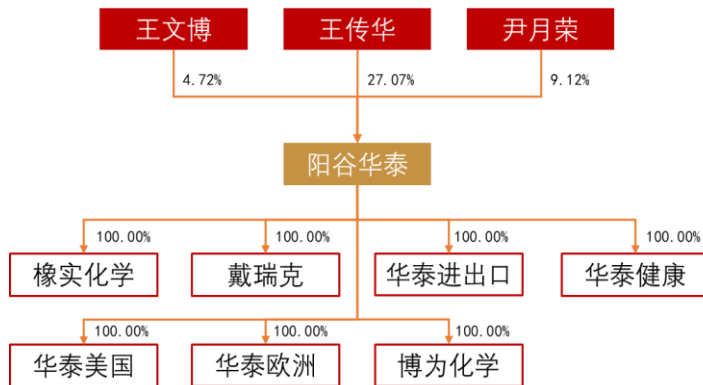 王文博
王传华
尹月荣
4.72%
27.07%
9.12%
阳谷华泰
100.00%
100.00%
100.00%
100.00%
橡实化学
戴瑞克
华泰进出口
华泰健康
100.00%
100.00%
100.00%
华泰美国
华泰欧洲
博为化学